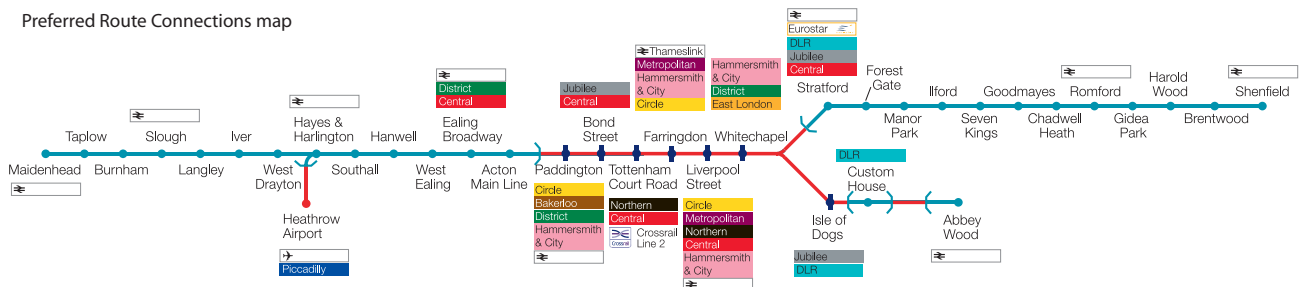 Preferred Route Connections map
Thameslink
Metropolitan
Hammersmith
& City
Circle
Hammersmith
& City
District
East London
Eurostar
DLR
Jubilee
Central
District
Central
Jubilee
Central
Stratford
Forest
Gate
Manor
Park
Ilford
Seven
Kings
Goodmayes
Chadwell
Heath
Romford
Gidea
Park
Harold
Wood
Brentwood
Shenfield
Maidenhead
Taplow
Burnham
Slough
Langley
Iver
West
Drayton
Hayes &
Harlington
Heathrow
Airport
Piccadilly
Southall
Hanwell
West
Ealing
Ealing
Broadway
Acton
Main Line
Paddington
Circle
Bakerloo
District
Hammersmith
& City
Bond
Street
Tottenham
Court Road
Northern
Central
Crossrail
Crossrail
Line 2
Farringdon
Liverpool
Street
Circle
Metropolitan
Northern
Central
Hammersmith
& City
Whitechapel
Isle of
Dogs
Jubilee
DLR
DLR
Custom
House
Abbey
Wood